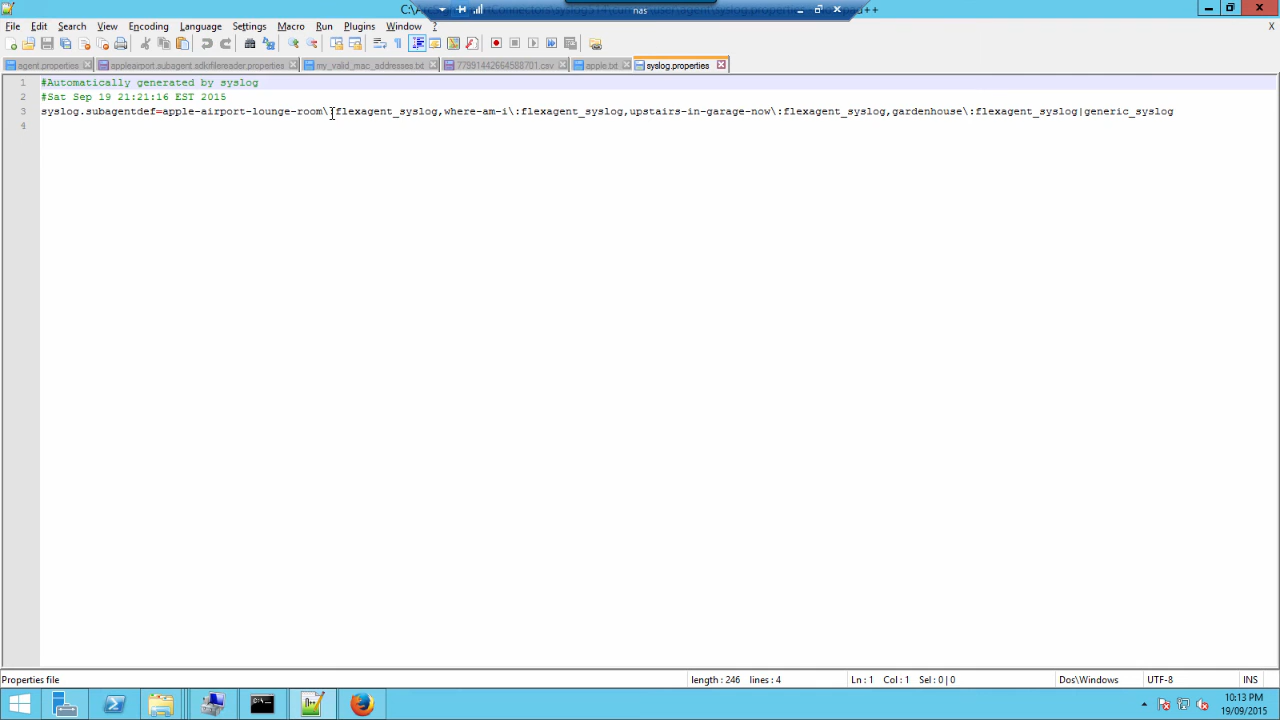 nas
File Edit Search View Encoding Language Settings Macro Run Plugins Window ? X
agent.properties appleairport.subagent.sdkrfilereader.properties my_valid_mac_addresses.txt 77991442664588701.csv apple.txt syslog.properties
1 #Automatically generated by syslog
2 #Sat Sep 19 21:21:16 EST 2015
3 syslog.subagentdef=apple-airport-lounge-room\:flexagent_syslog,where-am-i\:flexagent_syslog,upstairs-in-garage-now\:flexagent_syslog,gardenhouse\:flexagent_syslog|generic_syslog
4
Properties file length : 246 lines : 4 Ln : 1 Col : 1 Sel : 0 | 0 Dos\Windows UTF-8 INS
10:13 PM
19/09/2015